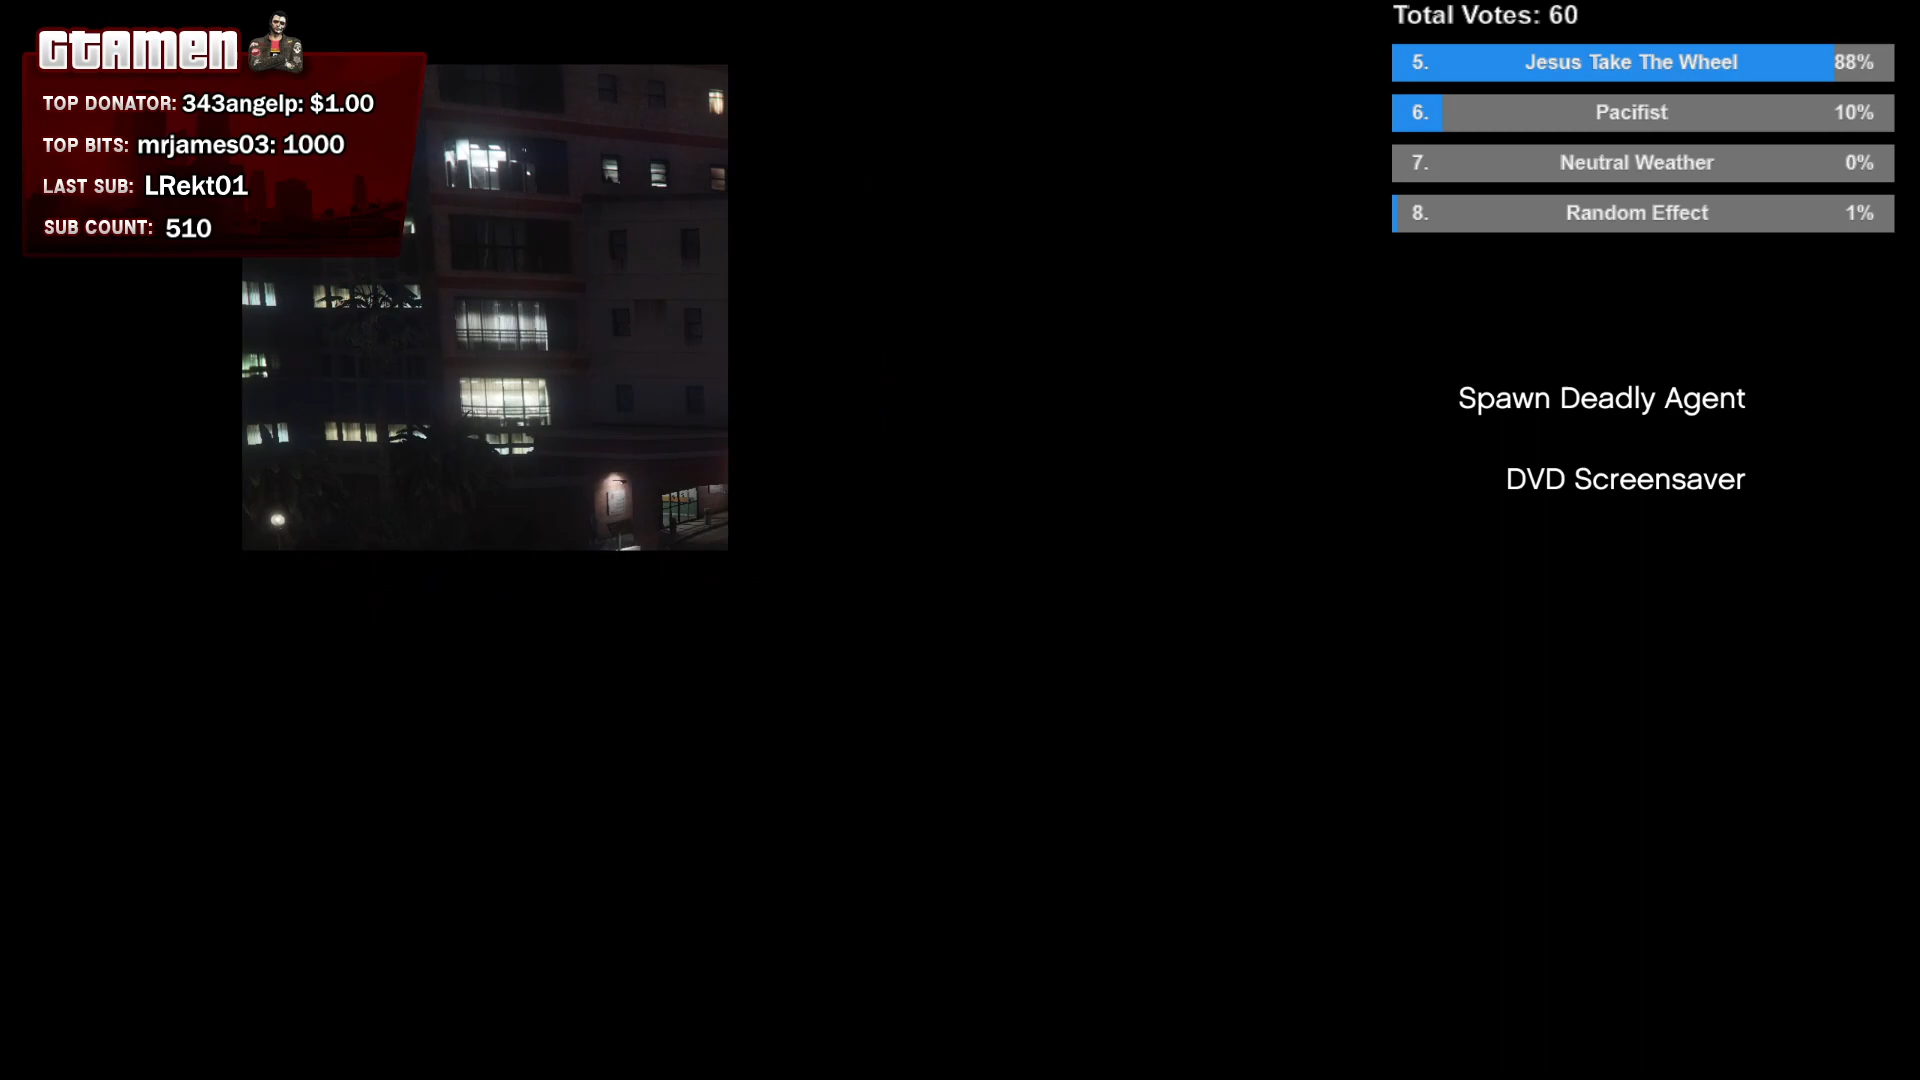 GTAMEN
TOP DONATOR: 343angelp: $1.00
TOP BITS: mrjames03: 1000
LAST SUB: LRekt01
SUB COUNT: 510
Total Votes: 60
5. Jesus Take The Wheel 88%
6. Pacifist 10%
7. Neutral Weather 0%
8. Random Effect 1%
Spawn Deadly Agent
DVD Screensaver